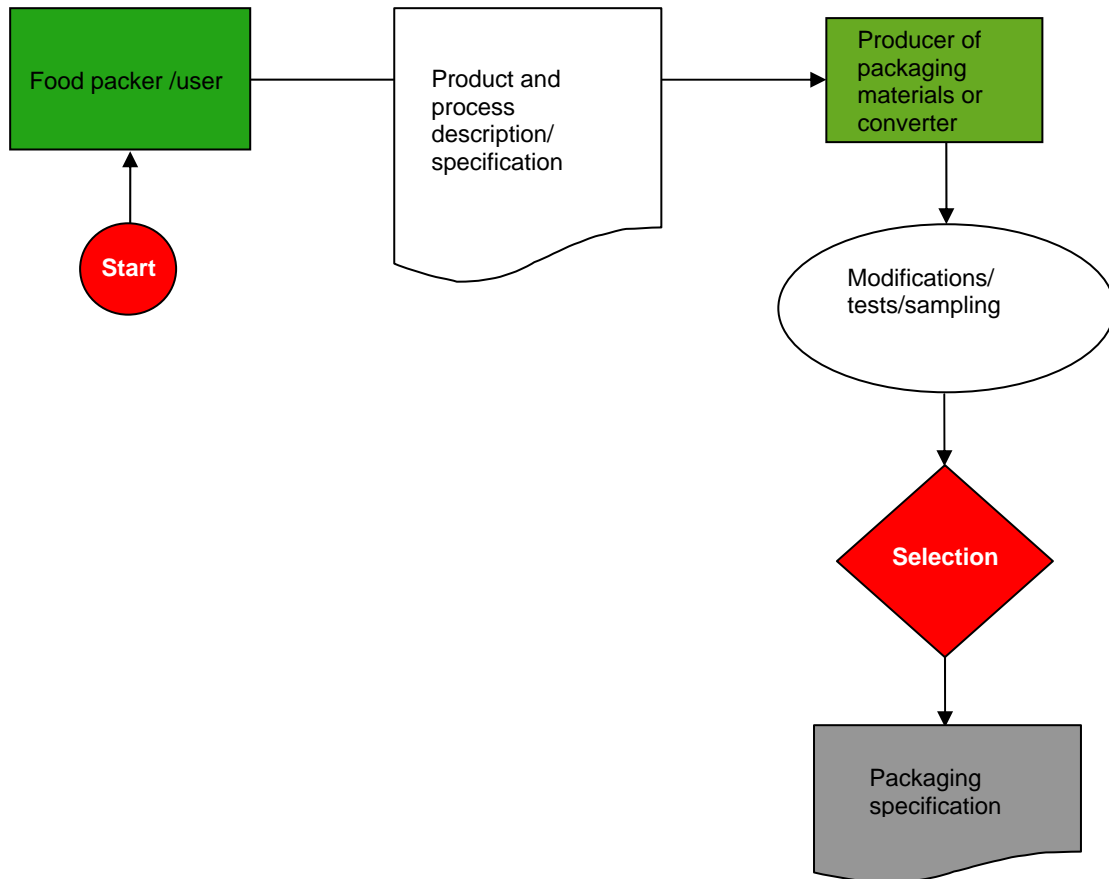 Food packer /user
Product and
process
description/
specification
Producer of
packaging
materials or
converter
Start
Modifications/
tests/sampling
Selection
Packaging
specification